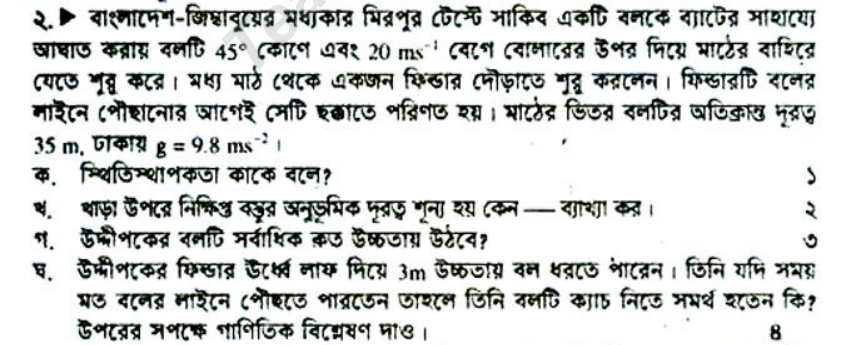 ২.▶ বাংলাদেশ-জিম্বাবুয়ের মধ্যকার মিরপুর টেস্টে সাকিব একটি বলকে ব্যাটের সাহায্যে
আঘাত করায় বলটি 45° কোণে এবং 20 ms⁻¹ বেগে বোলারের উপর দিয়ে মাঠের বাহিরে
যেতে শুরু করে। মধ্য মাঠ থেকে একজন ফিল্ডার দৌড়াতে শুরু করলেন। ফিল্ডারটি বলের
লাইনে পৌছানোর আগেই সেটি ছক্কাতে পরিণত হয়। মাঠের ভিতর বলটির অতিক্রান্ত দূরত্ব
35 m, ঢাকায় g = 9.8 ms⁻²।
ক. স্থিতিস্থাপকতা কাকে বলে? ১
খ. খাড়া উপরে নিক্ষিপ্ত বস্তুর অনুভূমিক দূরত্ব শূন্য হয় কেন — ব্যাখ্যা কর। ২
গ. উদ্দীপকের বলটি সর্বাধিক কত উচ্চতায় উঠবে? ৩
ঘ. উদ্দীপকের ফিল্ডার উর্ধ্বে লাফ দিয়ে 3m উচ্চতায় বল ধরতে পারেন। তিনি যদি সময়
মত বলের লাইনে পৌছতে পারতেন তাহলে তিনি বলটি ক্যাচ নিতে সমর্থ হতেন কি?
উপরের সপক্ষে গাণিতিক বিশ্লেষণ দাও। 8